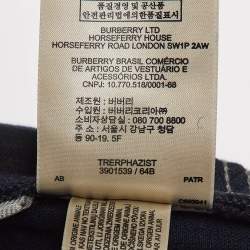 품질경영 및 공산품
안전관리법에 의한 품질표시
BURBERRY LTD
HORSEFERRY HOUSE
HORSEFERRY ROAD LONDON SW1P 2AW
BURBERRY BRASIL COMÉRCIO
DE ARTIGOS DE VESTUÁRIO E
ACESSÓRIOS LTDA.
CNPJ: 10.770.518/0001-68
제조원 : 버버리
수입원 : 버버리코리아(주)
소비자상담실 : 080 700 8800
주소 : 서울시 강남구 청담
동 90-19. 5F
TRERPHAZIST
3901539 / 64B
AB PATR